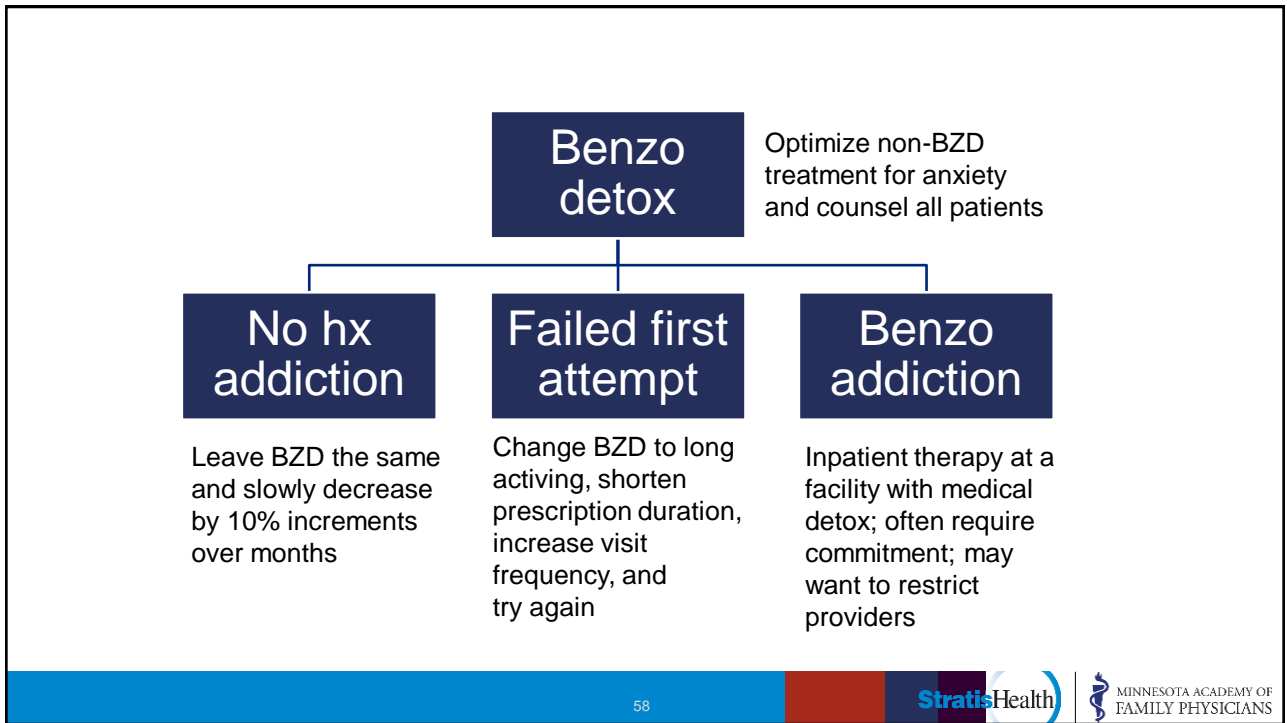 Benzo
detox
Optimize non-BZD
treatment for anxiety
and counsel all patients
No hx
addiction
Failed first
attempt
Benzo
addiction
Leave BZD the same
and slowly decrease
by 10% increments
over months
Change BZD to long
activing, shorten
prescription duration,
increase visit
frequency, and
try again
Inpatient therapy at a
facility with medical
detox; often require
commitment; may
want to restrict
providers
58
StratisHealth
MINNESOTA ACADEMY OF
FAMILY PHYSICIANS